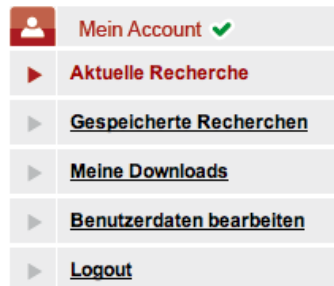 Mein Account
Aktuelle Recherche
Gespeicherte Recherchen
Meine Downloads
Benutzerdaten bearbeiten
Logout